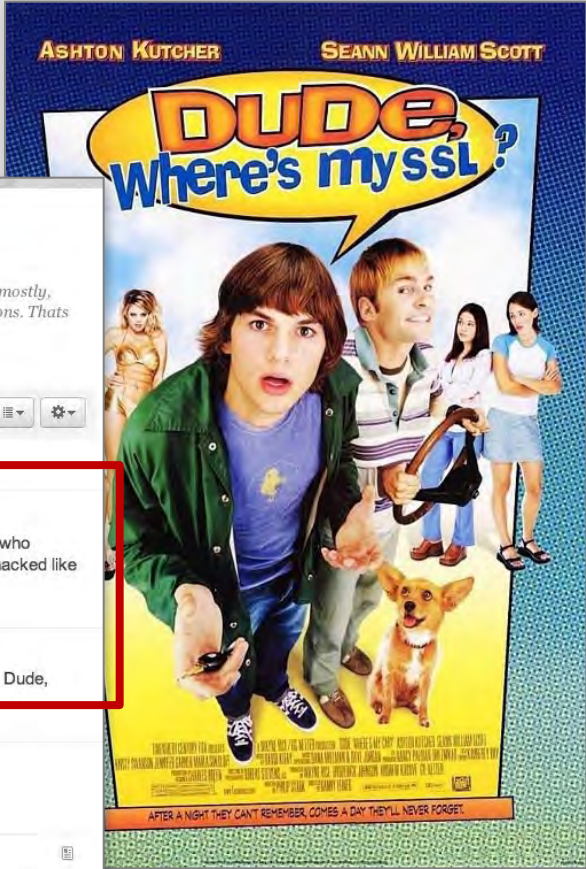 ASHTON KUTCHER SEANN WILLIAM SCOTT
DUDE,
Where's my SSL?
mostly,
ons. Thats
who
hacked like
Dude,
AFTER A NIGHT THEY CAN'T REMEMBER, COMES A DAY THEY'LL NEVER FORGET.